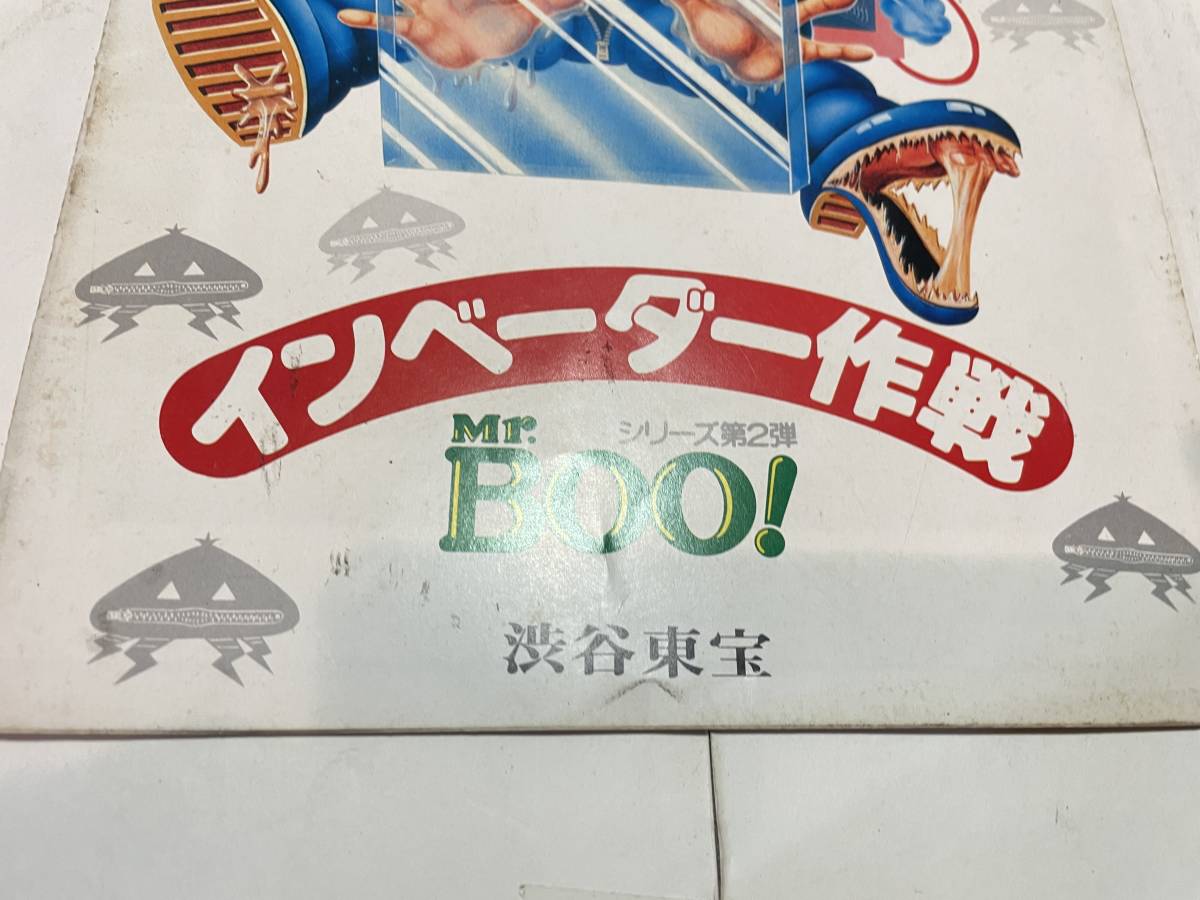 インベーダー作戦
Mr.
シリーズ第2弾
BOO!
渋谷東宝